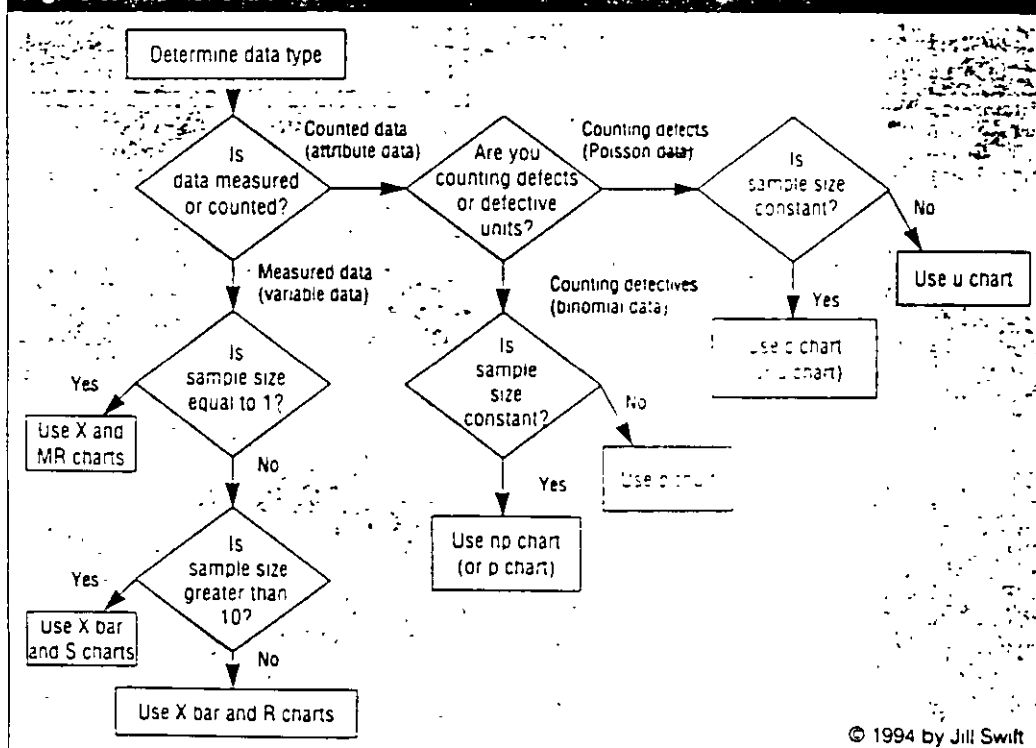 Determine data type
Is
data measured
or counted?
Counted data
(attribute data)
Are you
counting defects
or defective
units?
Counting defects
(Poisson data)
Is
sample size
constant?
No
Use u chart
Yes
chart
chart)
Measured data
(variable data)
Is
sample size
equal to 1?
Yes
Use X and
MR charts
No
Is
sample size
greater than
10?
Yes
Use X bar
and S charts
No
Use X bar and R charts
Counting defectives
(binomial data)
Is
sample
size
constant?
No
Use
Yes
Use np chart
(or p chart)
© 1994 by Jill Swift